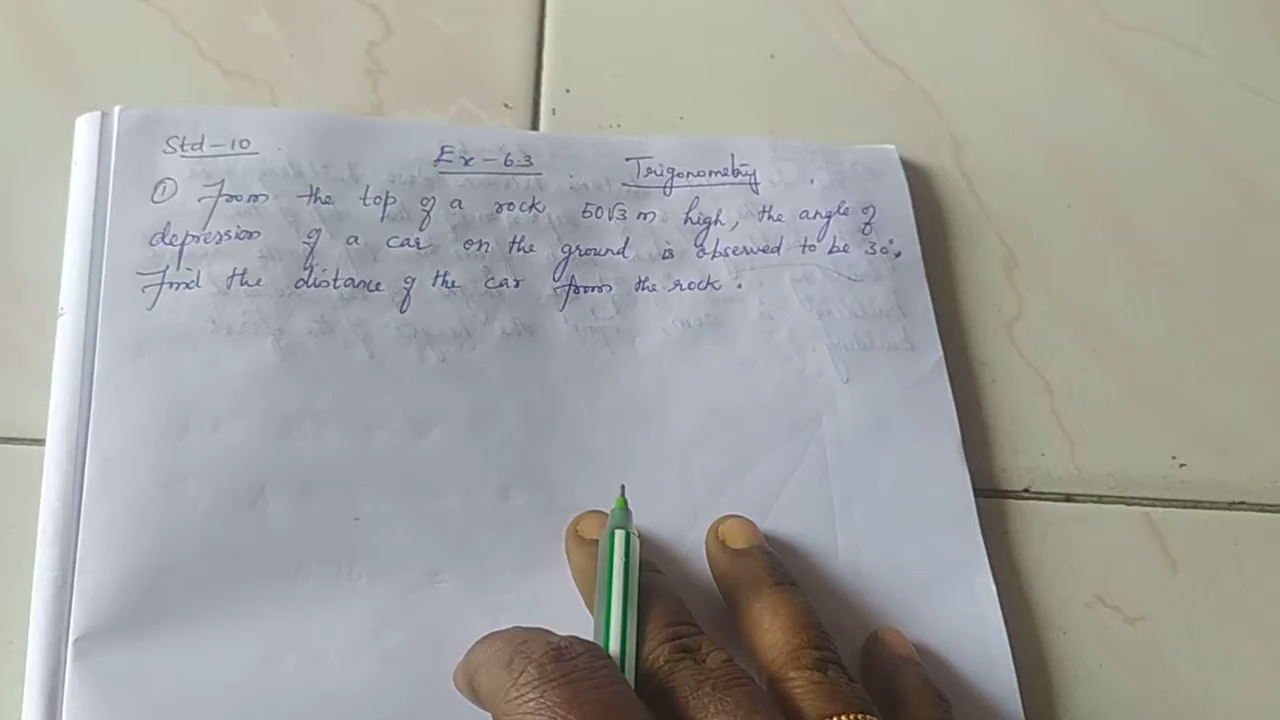 Std-10
Ex-6.3
Trigonometry
① From the top of a rock 50√3 m high, the angle of
depression of a car on the ground is observed to be 30°.
Find the distance of the car from the rock.